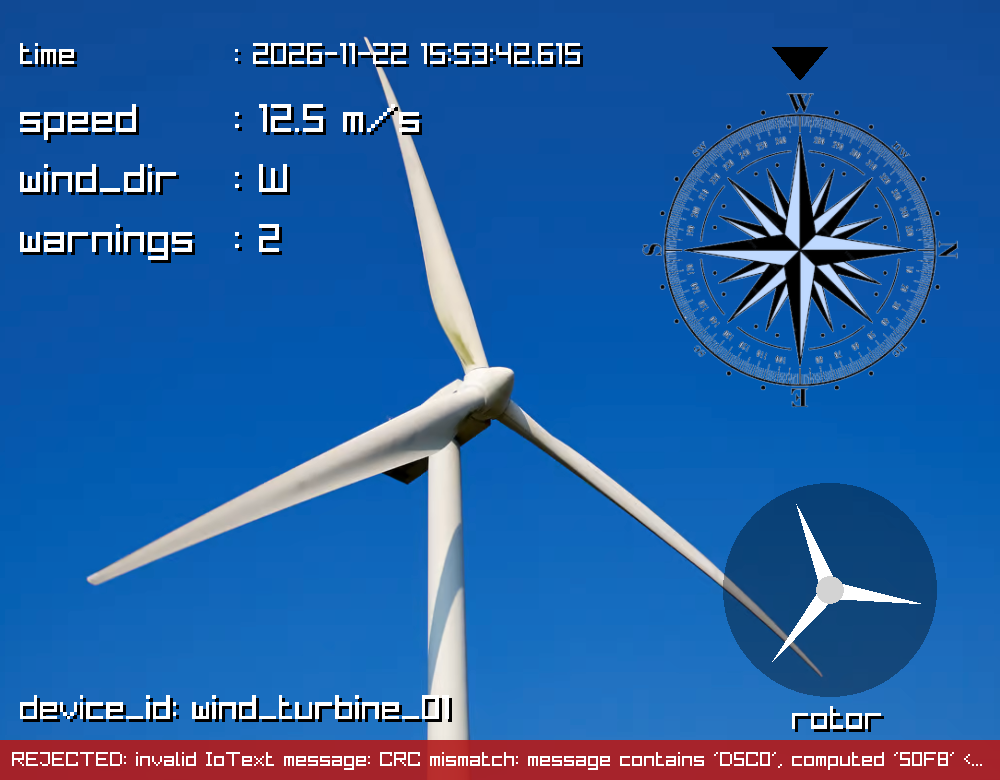 time : 2026-11-22 15:53:42.615
speed : 12.5 m/s
wind_dir : W
warnings : 2
W
S
N
E
device_id: wind_turbine_01
rotor
REJECTED: invalid IoText message: CRC mismatch: message contains 'DSC0', computed '50F8' <...